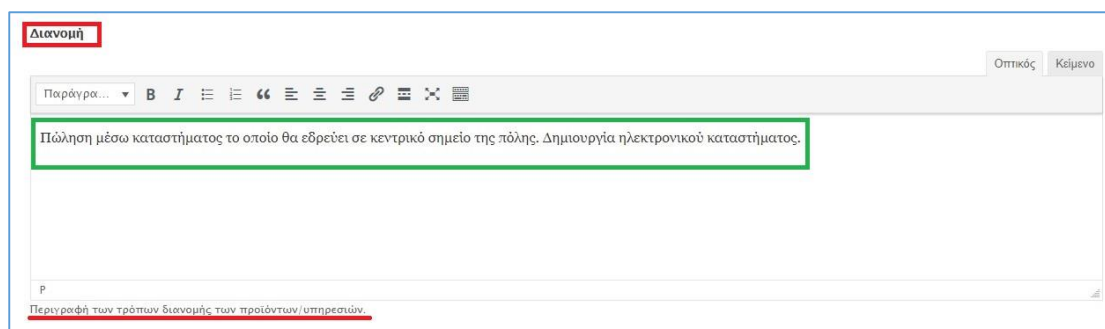 Διανομή
Οπτικός Κείμενο
Παράγρα... B I
Πώληση μέσω καταστήματος το οποίο θα εδρεύει σε κεντρικό σημείο της πόλης. Δημιουργία ηλεκτρονικού καταστήματος.
P
Περιγραφή των τρόπων διανομής των προϊόντων/υπηρεσιών.